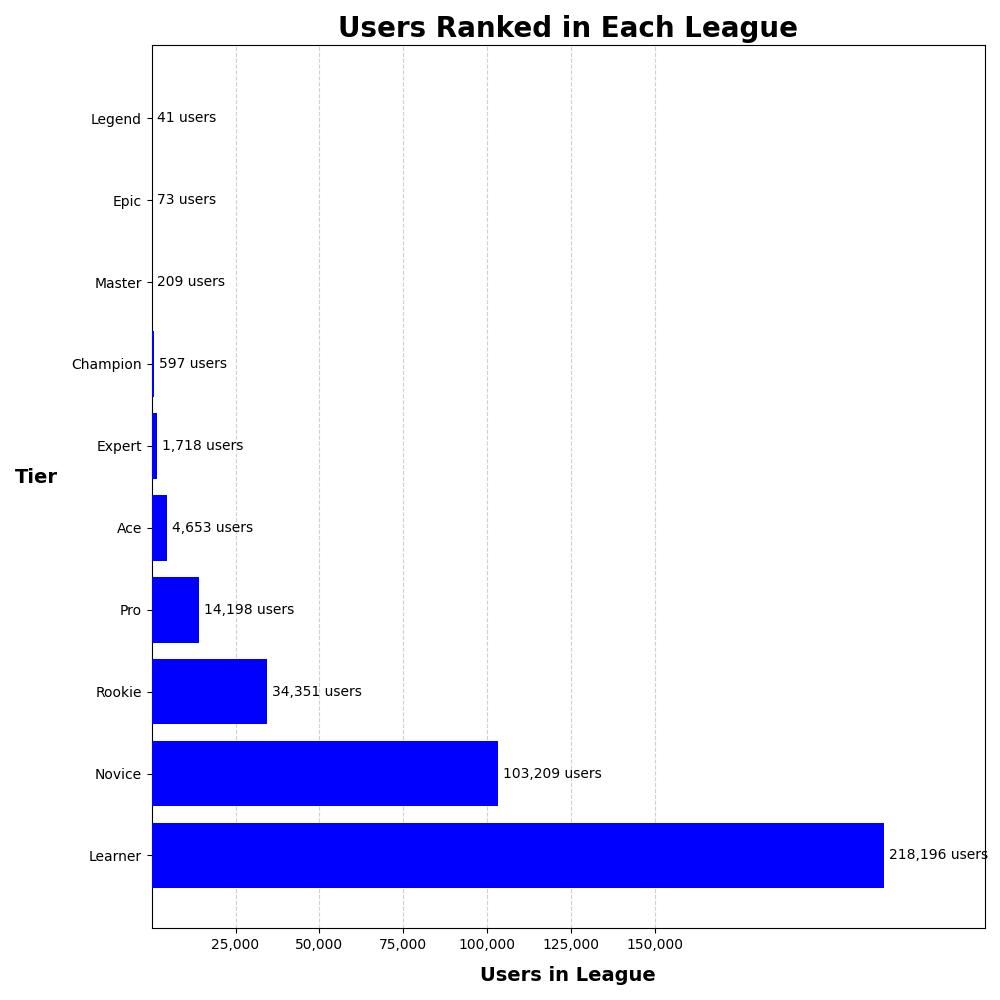 Users Ranked in Each League
Legend 41 users
Epic 73 users
Master 209 users
Champion 597 users
Expert 1,718 users
Tier
Ace 4,653 users
Pro 14,198 users
Rookie 34,351 users
Novice 103,209 users
Learner 218,196 users
25,000 50,000 75,000 100,000 125,000 150,000
Users in League